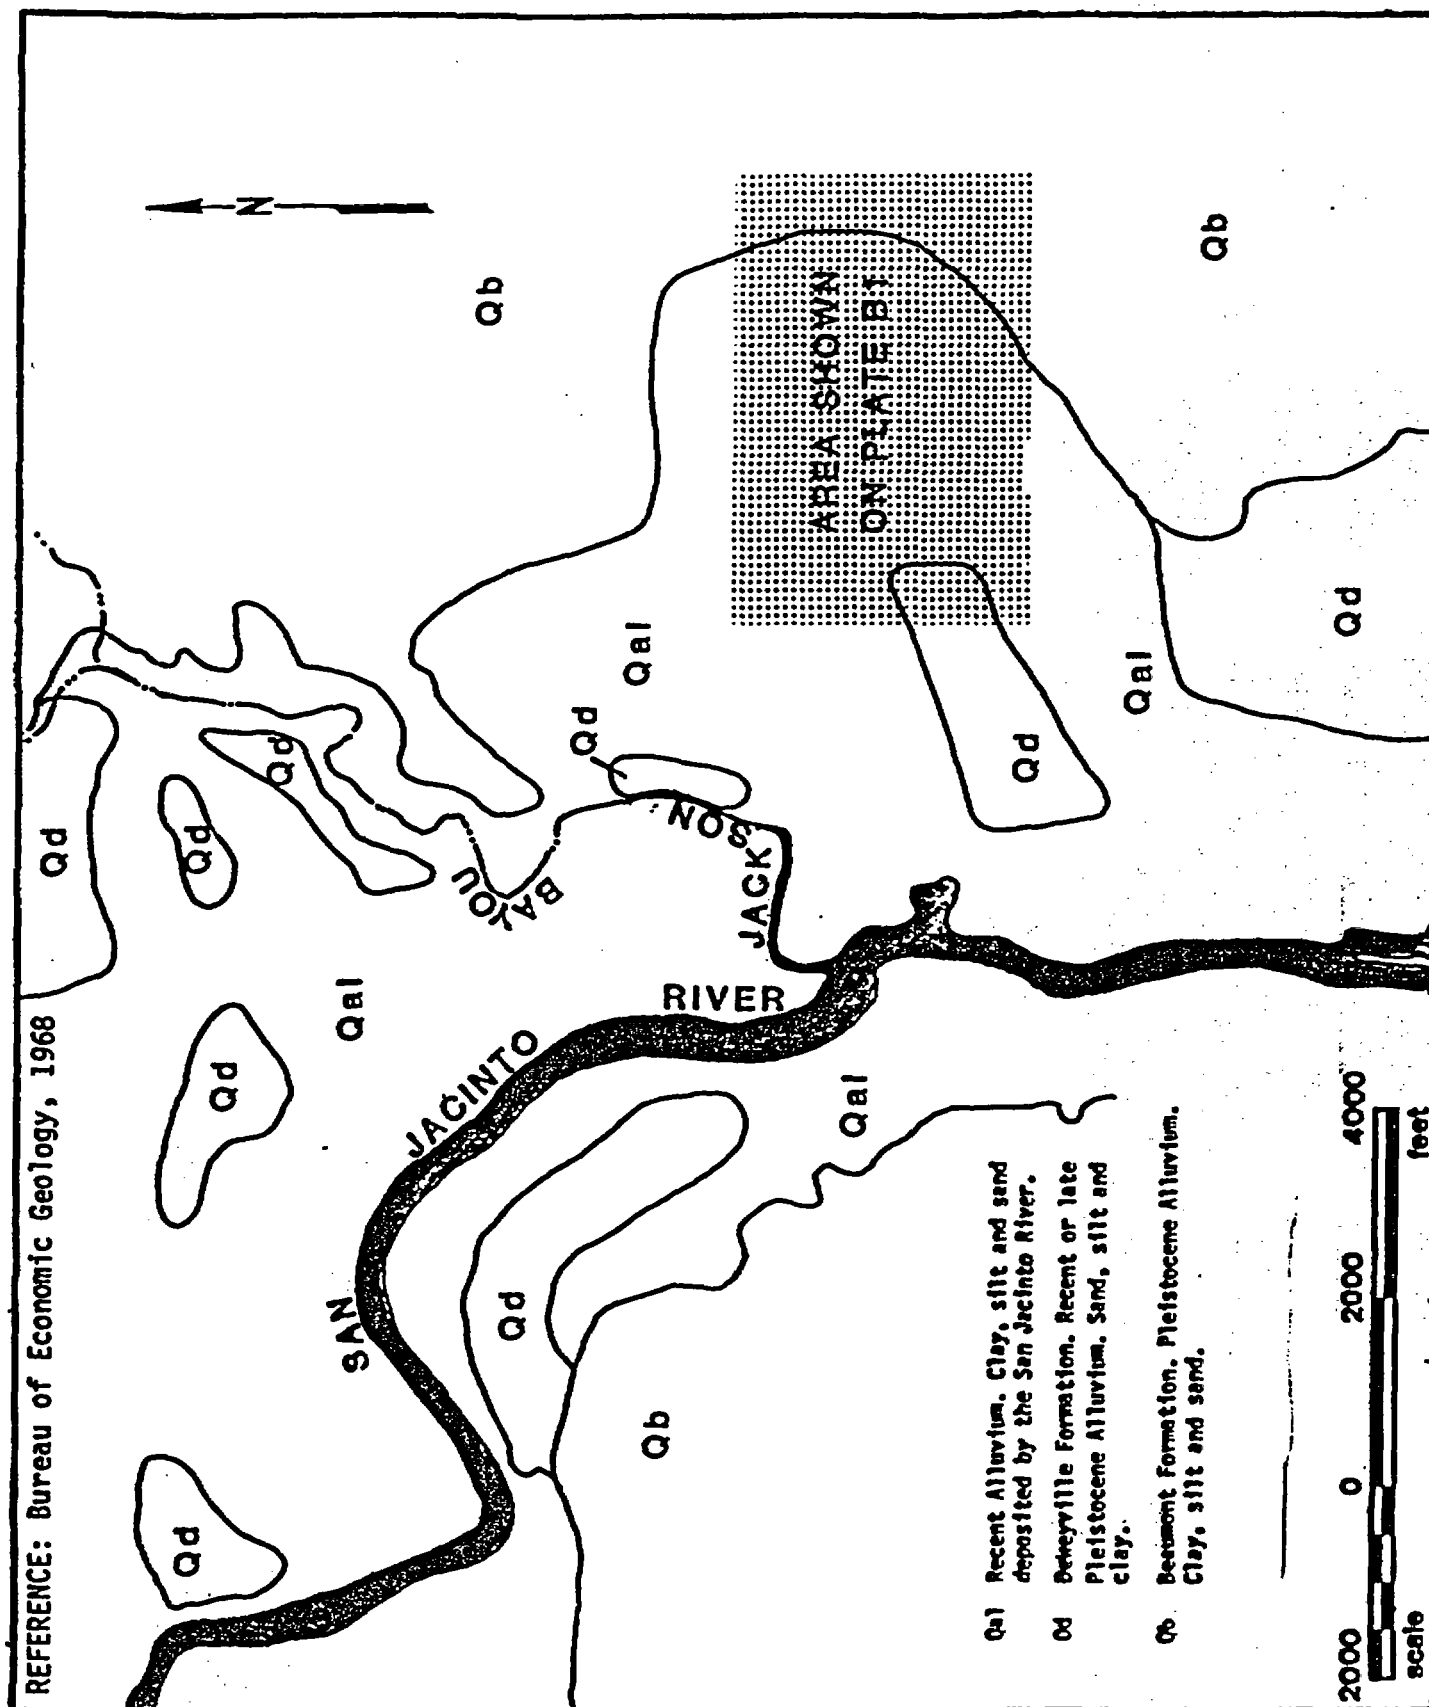 REFERENCE: Bureau of Economic Geology, 1968
N
Qd
Qd
Qd
Qd
Qd
Qb
Qal
SAN JACINTO RIVER
BAYOU
JACKSON
Qd
Qal
Qd
Qb
Qal
AREA SHOWN
ON PLATE B1
Qd
Qal
Qd
Qb
Qal Recent Alluvium. Clay, silt and sand
deposited by the San Jacinto River.
Qd Deweyville Formation. Recent or late
Pleistocene Alluvium. Sand, silt and
clay.
Qb Beaumont Formation. Pleistocene Alluvium.
Clay, silt and sand.
2000 0 2000 4000
scale feet